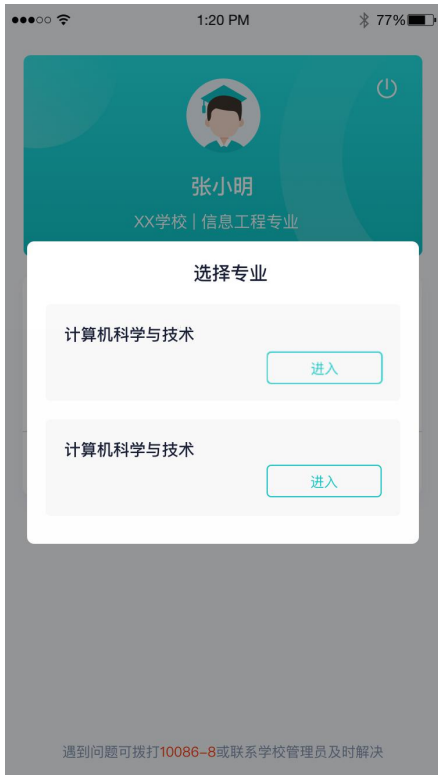 1:20 PM 77%
张小明
XX学校 | 信息工程专业
选择专业
计算机科学与技术
进入
计算机科学与技术
进入
遇到问题可拨打10086-8或联系学校管理员及时解决